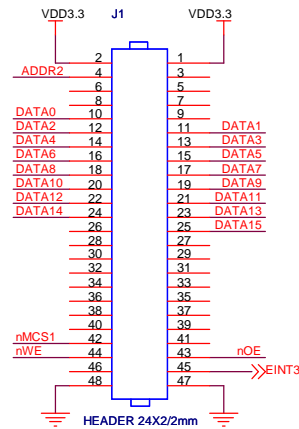 VDD3.3 J1 VDD3.3
2 1
ADDR2 4 3
6 5
8 7
DATA0 10 9
DATA2 12 11 DATA1
DATA4 14 13 DATA3
DATA6 16 15 DATA5
DATA8 18 17 DATA7
DATA10 20 19 DATA9
DATA12 22 21 DATA11
DATA14 24 23 DATA13
26 25 DATA15
28 27
30 29
32 31
34 33
36 35
38 37
40 39
nMCS1 42 41
nWE 44 43 nOE
46 45 EINT3
48 47
HEADER 24X2/2mm